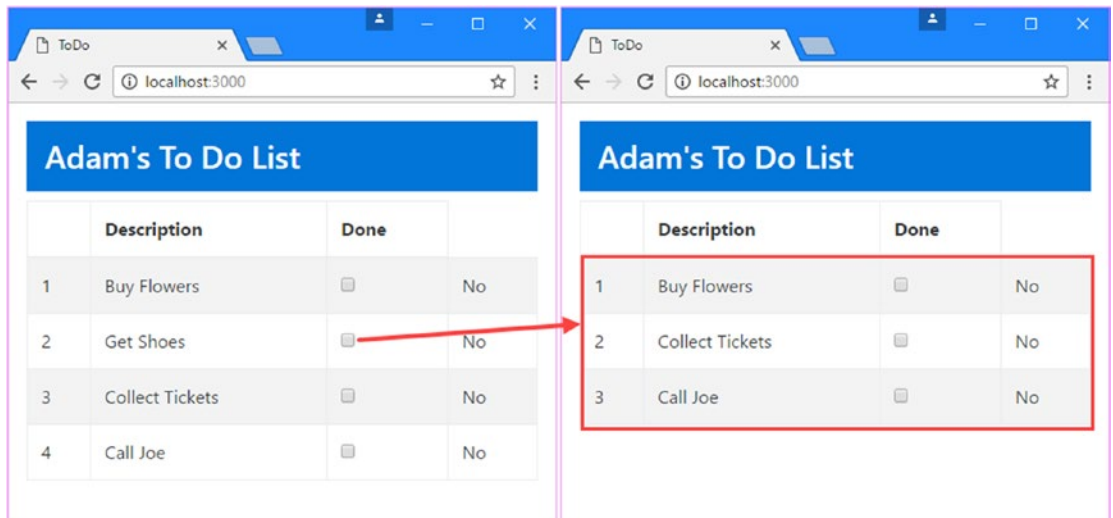 ToDo
localhost:3000
Adam's To Do List
Description Done
1 Buy Flowers No
2 Get Shoes No
3 Collect Tickets No
4 Call Joe No
ToDo
localhost:3000
Adam's To Do List
Description Done
1 Buy Flowers No
2 Collect Tickets No
3 Call Joe No